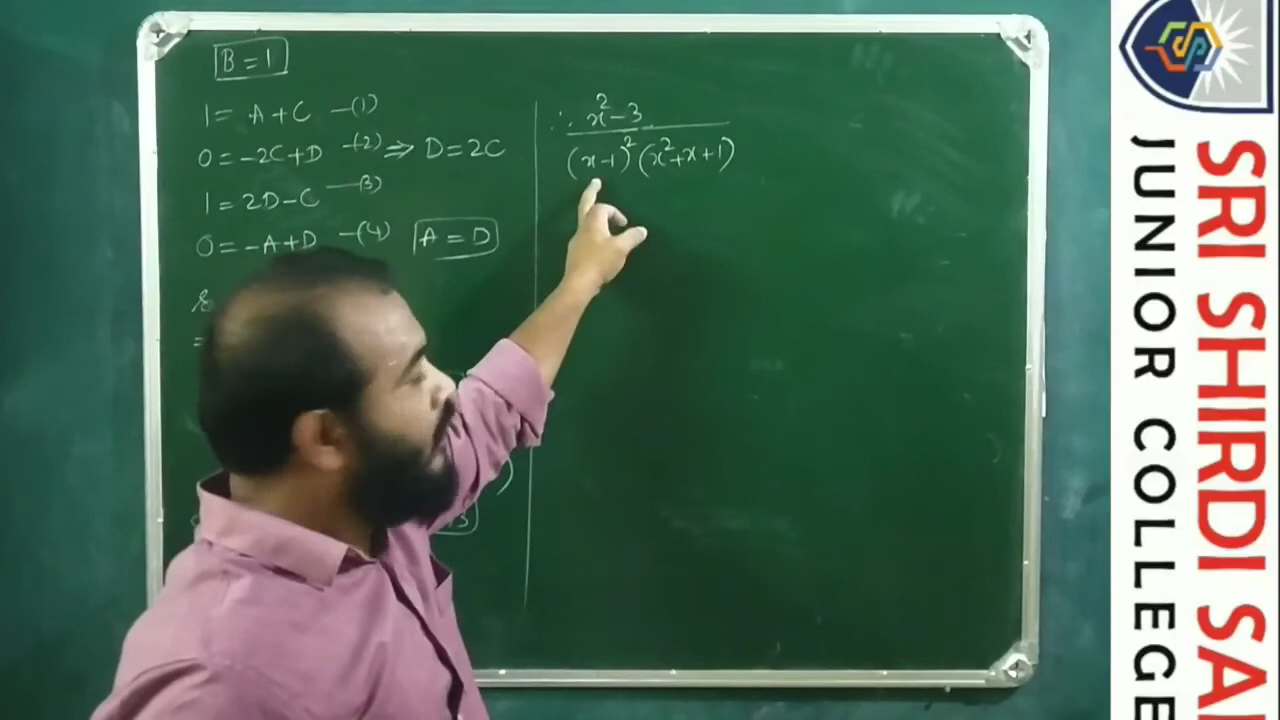 B = 1
1 = A + C —(1)
0 = -2C + D —(2) ⇒ D = 2C
1 = 2D - C —(3)
0 = -A + D —(4) A = D
∴ x² - 3
(x-1)² (x²+x+1)
SRI SHIRDI SAI
JUNIOR COLLEGE